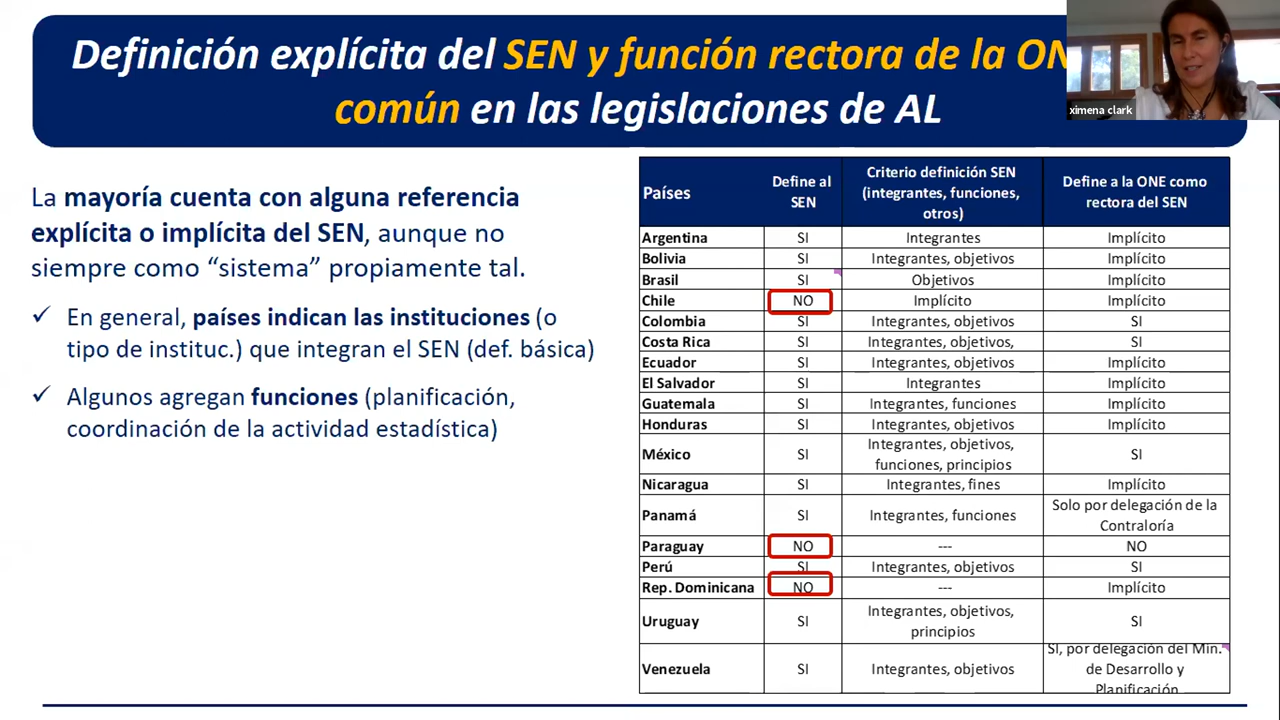 Definición explícita del SEN y función rectora de la
común en las legislaciones de AL
ximena clark
La mayoría cuenta con alguna referencia
explícita o implícita del SEN, aunque no
siempre como “sistema” propiamente tal.
✓ En general, países indican las instituciones (o
tipo de instituc.) que integran el SEN (def. básica)
✓ Algunos agregan funciones (planificación,
coordinación de la actividad estadística)
Países | Define al SEN | Criterio definición SEN (integrantes, funciones, otros) | Define a la ONE como rectora del SEN
Argentina | SI | Integrantes | Implícito
Bolivia | SI | Integrantes, objetivos | Implícito
Brasil | SI | Objetivos | Implícito
Chile | NO | Implícito | Implícito
Colombia | SI | Integrantes, objetivos | SI
Costa Rica | SI | Integrantes, objetivos, | SI
Ecuador | SI | Integrantes, objetivos | Implícito
El Salvador | SI | Integrantes | Implícito
Guatemala | SI | Integrantes, funciones | Implícito
Honduras | SI | Integrantes, objetivos | Implícito
México | SI | Integrantes, objetivos, funciones, principios | SI
Nicaragua | SI | Integrantes, fines | Implícito
Panamá | SI | Integrantes, funciones | Solo por delegación de la Contraloría
Paraguay | NO | --- | NO
Perú | SI | Integrantes, objetivos | SI
Rep. Dominicana | NO | --- | Implícito
Uruguay | SI | Integrantes, objetivos, principios | SI
Venezuela | SI | Integrantes, objetivos | SI, por delegación del Min. de Desarrollo y Planificación